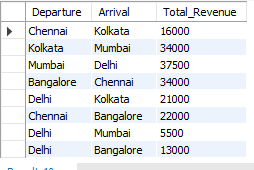 Departure Arrival Total_Revenue
Chennai Kolkata 16000
Kolkata Mumbai 34000
Mumbai Delhi 37500
Bangalore Chennai 34000
Delhi Kolkata 21000
Chennai Bangalore 22000
Delhi Mumbai 5500
Delhi Bangalore 13000